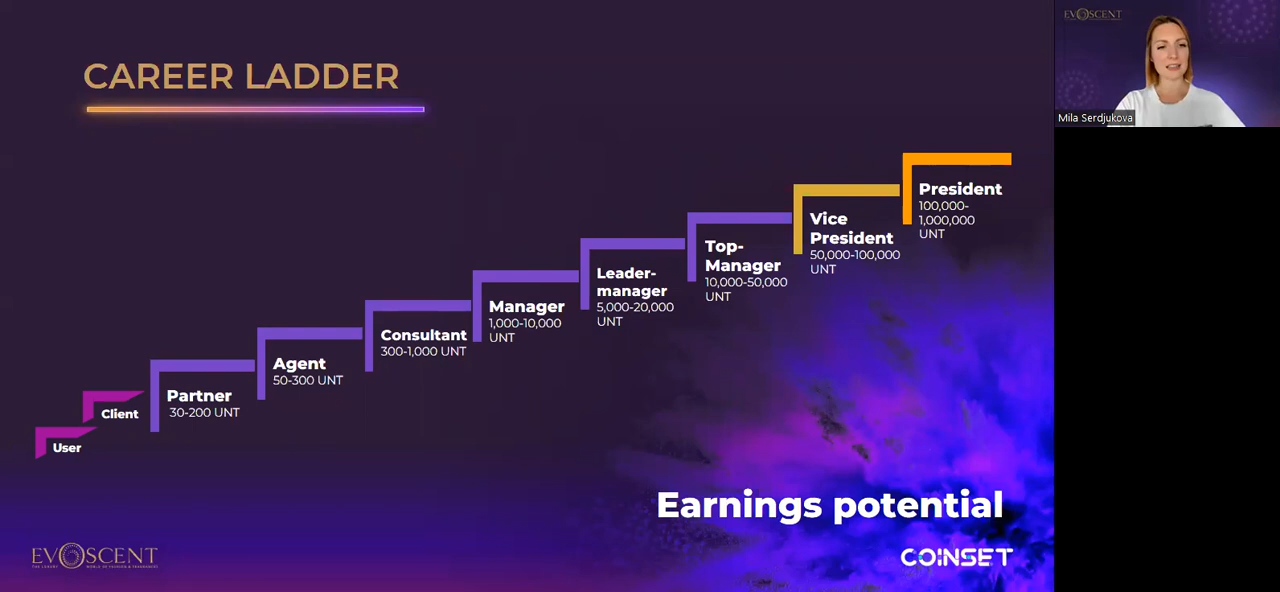 CAREER LADDER
User
Client
Partner
30-200 UNT
Agent
50-300 UNT
Consultant
300-1,000 UNT
Manager
1,000-10,000
UNT
Leader-
manager
5,000-20,000
UNT
Top-
Manager
10,000-50,000
UNT
Vice
President
50,000-100,000
UNT
President
100,000-
1,000,000
UNT
Earnings potential
EVOSCENT
COINSET
EVOSCENT
Mila Serdjukova